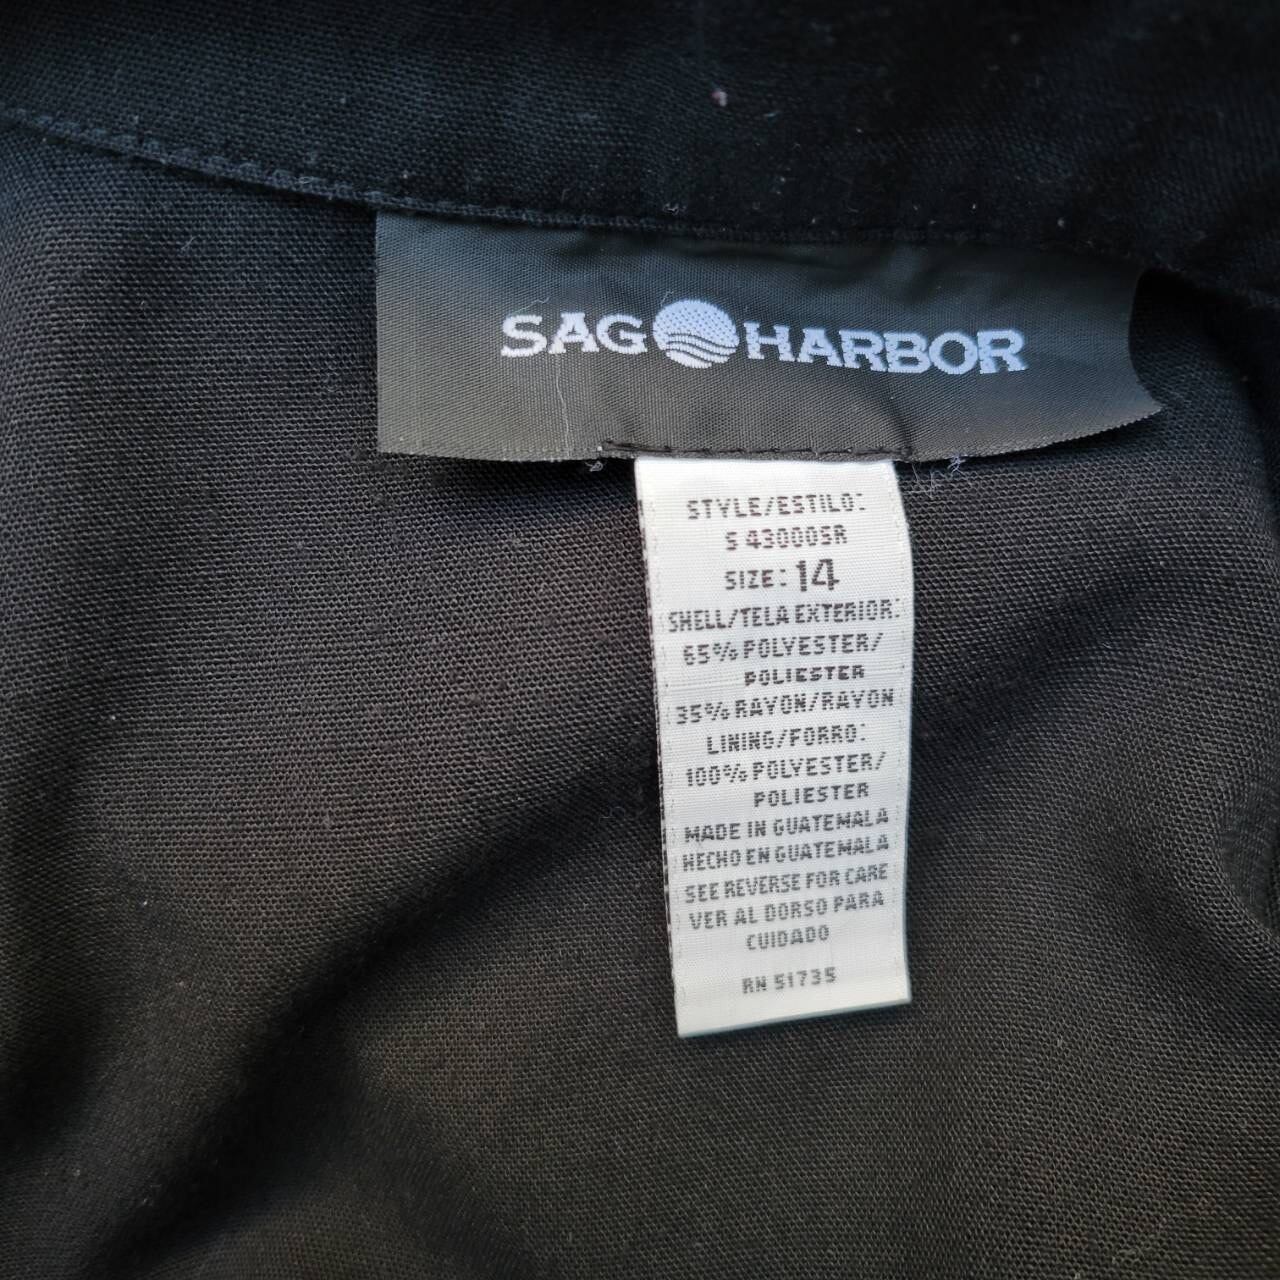 SAG HARBOR
STYLE/ESTILO:
S 43000SR
SIZE: 14
SHELL/TELA EXTERIOR:
65% POLYESTER/
POLIESTER
35% RAYON/RAYON
LINING/FORRO:
100% POLYESTER/
POLIESTER
MADE IN GUATEMALA
HECHO EN GUATEMALA
SEE REVERSE FOR CARE
VER AL DORSO PARA
CUIDADO
RN 51735